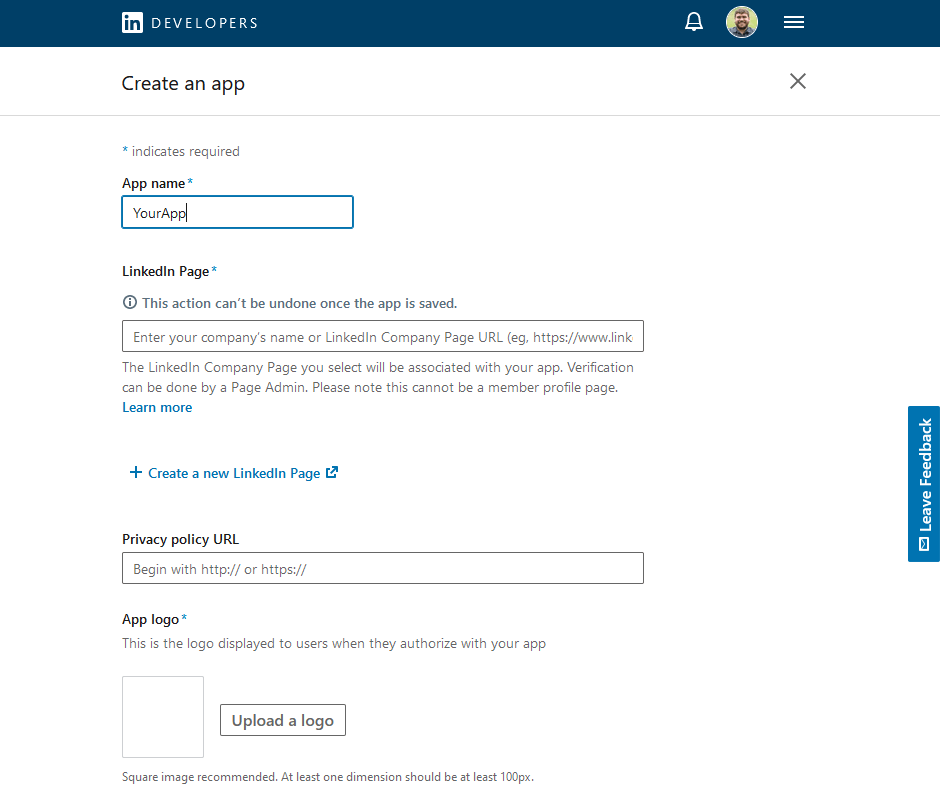 in DEVELOPERS
Create an app
* indicates required
App name*
YourApp
LinkedIn Page*
This action can't be undone once the app is saved.
Enter your company's name or LinkedIn Company Page URL (eg, https://www.link
The LinkedIn Company Page you select will be associated with your app. Verification
can be done by a Page Admin. Please note this cannot be a member profile page.
Learn more
+ Create a new LinkedIn Page
Leave Feedback
Privacy policy URL
Begin with http:// or https://
App logo*
This is the logo displayed to users when they authorize with your app
Upload a logo
Square image recommended. At least one dimension should be at least 100px.